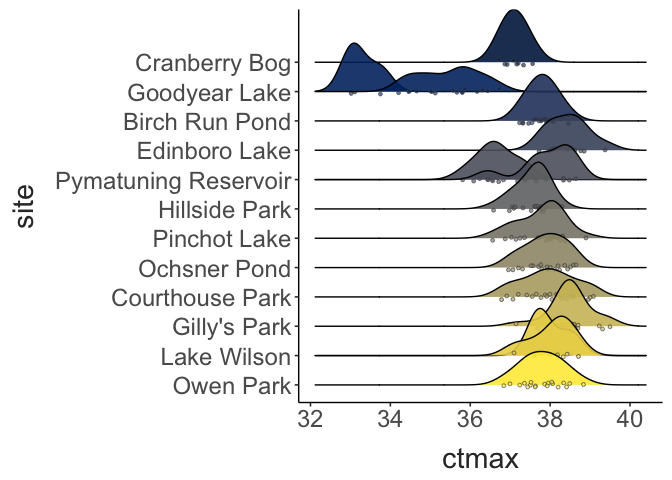 Cranberry Bog
Goodyear Lake
Birch Run Pond
Edinboro Lake
Pymatuning Reservoir
Hillside Park
Pinchot Lake
Ochsner Pond
Courthouse Park
Gilly's Park
Lake Wilson
Owen Park
site
32 34 36 38 40
ctmax